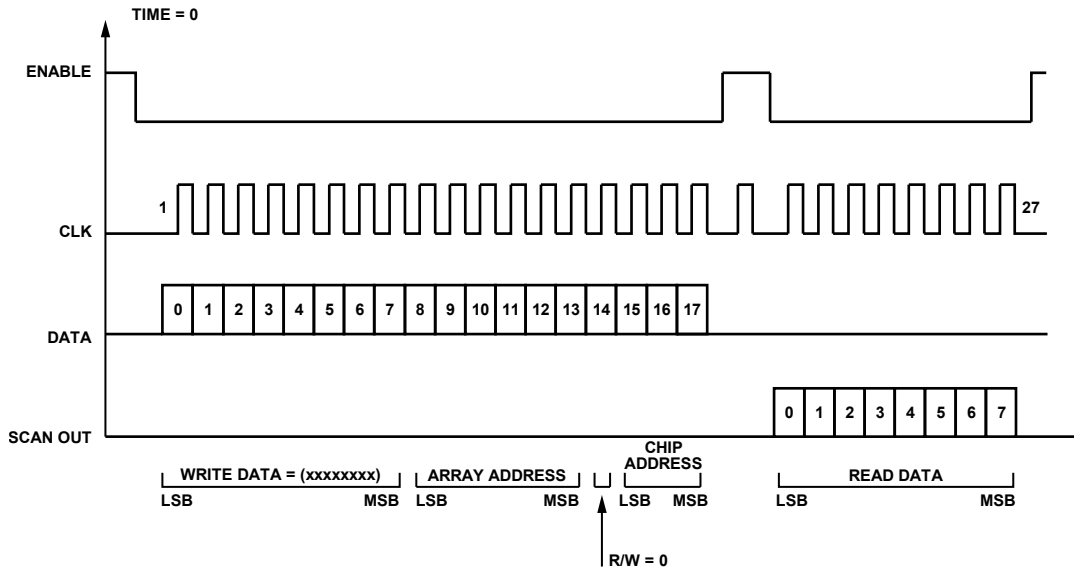 TIME = 0
ENABLE
1
27
CLK
0 1 2 3 4 5 6 7 8 9 10 11 12 13 14 15 16 17
DATA
0 1 2 3 4 5 6 7
SCAN OUT
WRITE DATA = (xxxxxxxx)
ARRAY ADDRESS
CHIP
ADDRESS
READ DATA
LSB MSB LSB MSB LSB MSB LSB MSB
R/W = 0